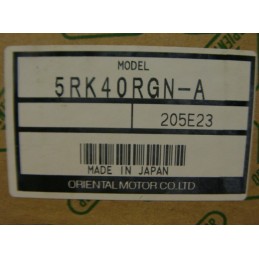 MODEL
5RK40RGN-A
205E23
MADE IN JAPAN
ORIENTAL MOTOR CO.LTD